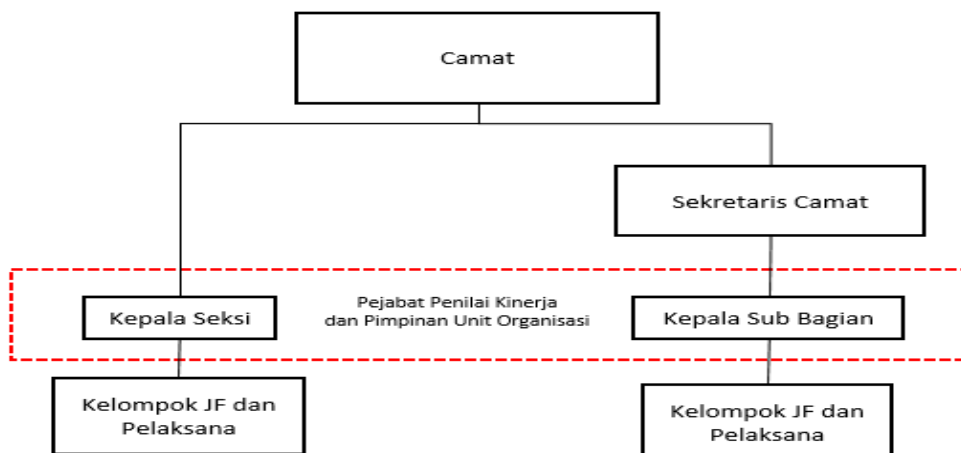 Camat
Sekretaris Camat
Kepala Seksi
Pejabat Penilai Kinerja
dan Pimpinan Unit Organisasi
Kepala Sub Bagian
Kelompok JF dan
Pelaksana
Kelompok JF dan
Pelaksana